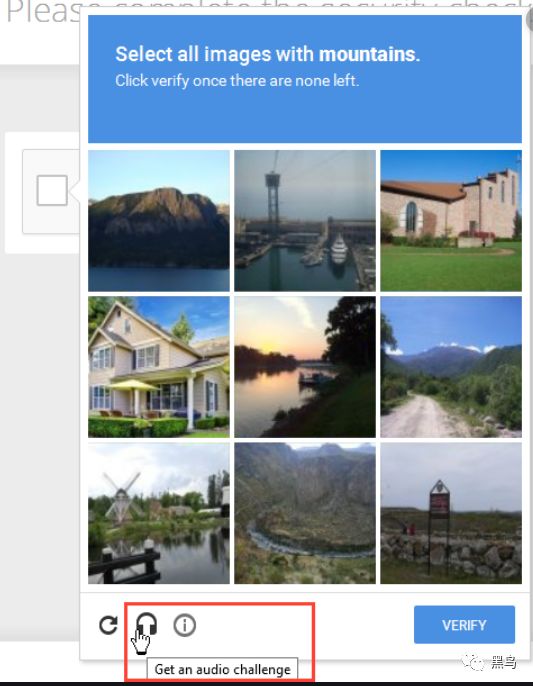 Please complete the security check
Select all images with mountains.
Click verify once there are none left.
VERIFY
Get an audio challenge
黑鸟